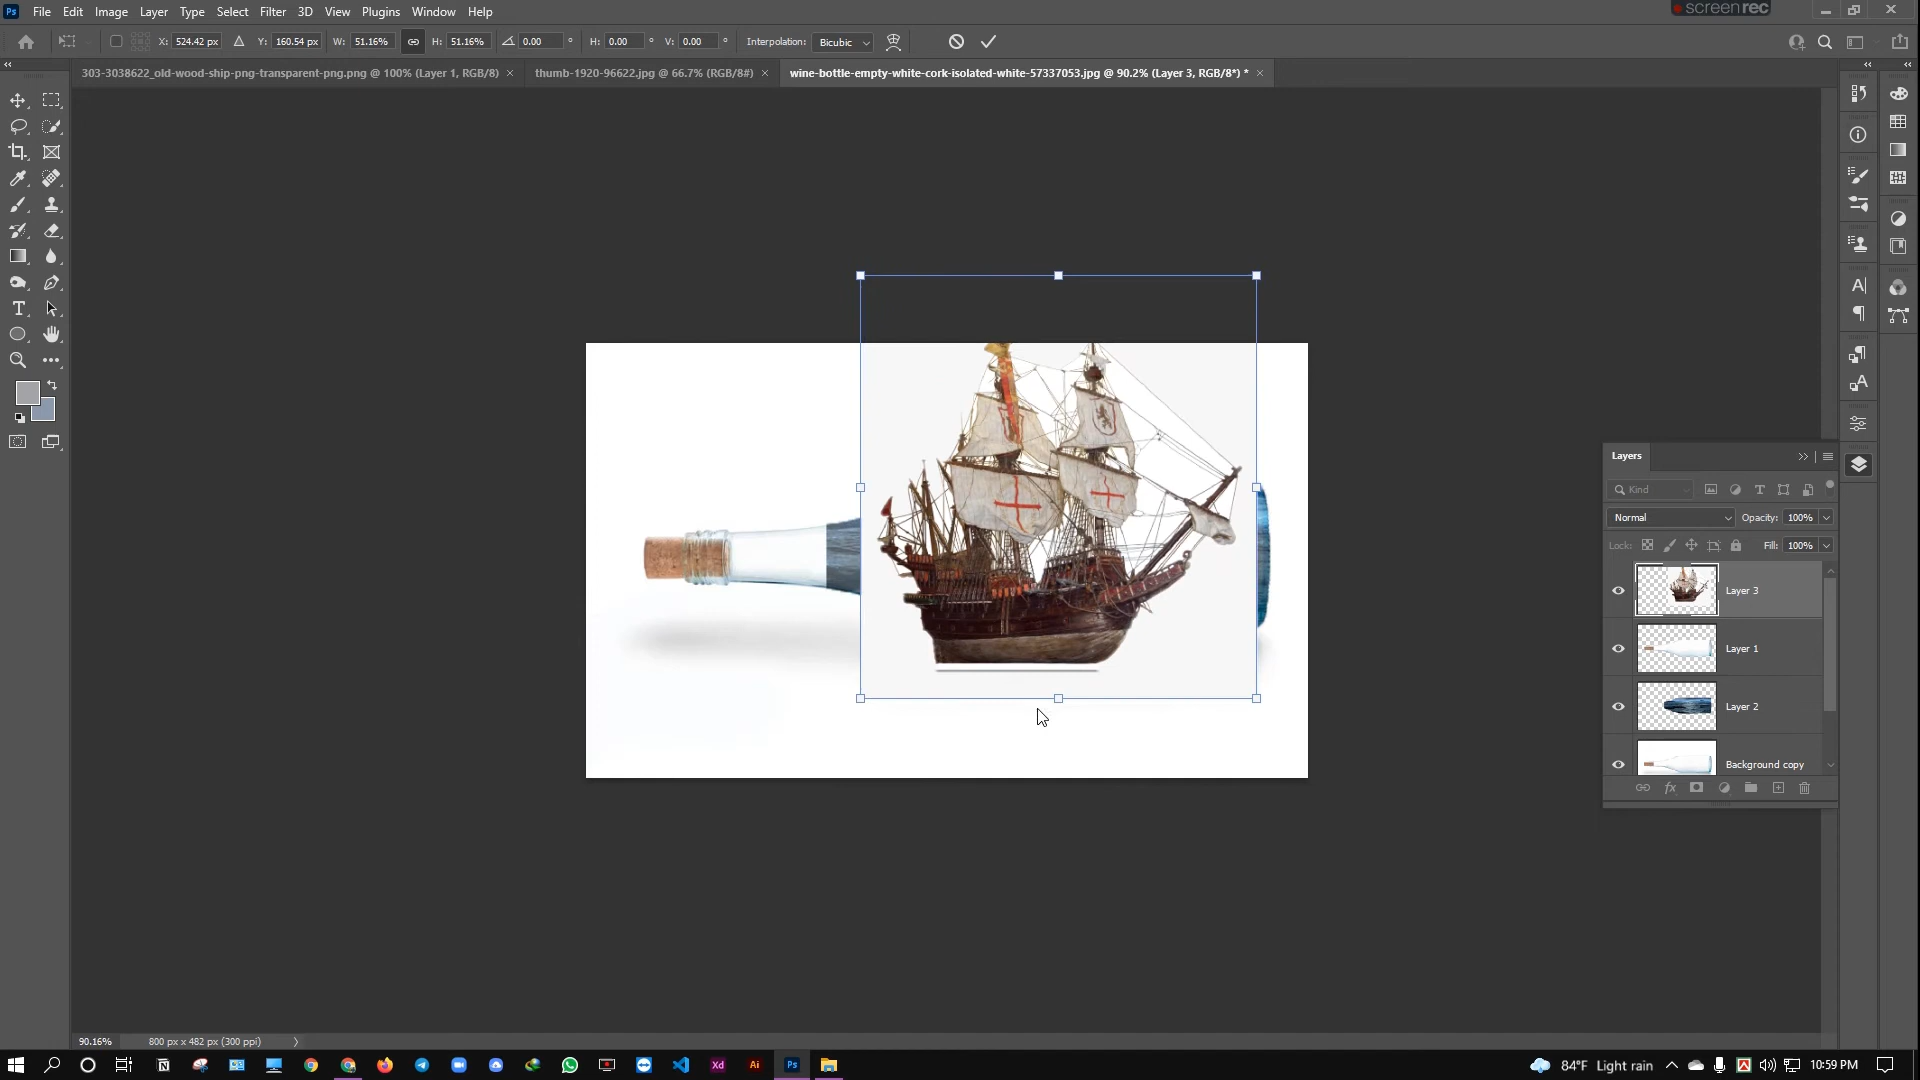 Ps File Edit Image Layer Type Select Filter 3D View Plugins Window Help
screenrec
X: 524.42 px Y: 160.54 px W: 51.16% H: 51.16% 0.00 ° H: 0.00 ° V: 0.00 ° Interpolation: Bicubic
303-3038622_old-wood-ship-png-transparent-png.png @ 100% (Layer 1, RGB/8) ×
thumb-1920-96622.jpg @ 66.7% (RGB/8#) ×
wine-bottle-empty-white-cork-isolated-white-57337053.jpg @ 90.2% (Layer 3, RGB/8*) * ×
Layers
Kind
Normal Opacity: 100%
Lock: Fill: 100%
Layer 3
Layer 1
Layer 2
Background copy
fx
90.16% 800 px x 482 px (300 ppi)
Xd Ai Ps
84°F Light rain 10:59 PM